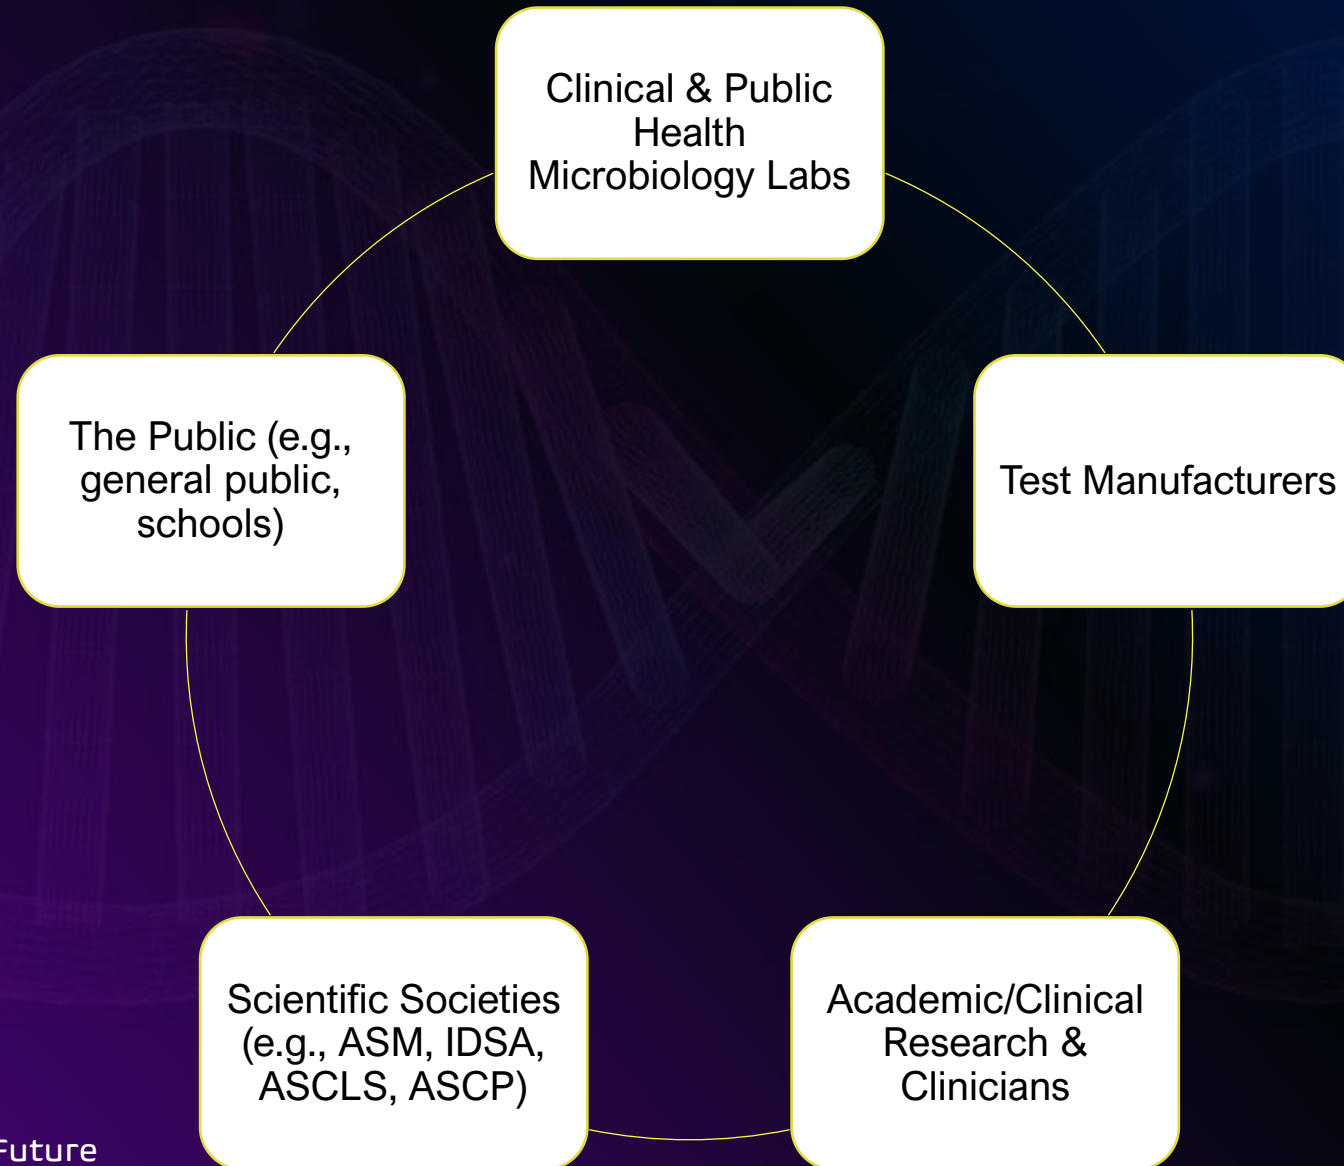 Clinical & Public
Health
Microbiology Labs
The Public (e.g.,
general public,
schools)
Test Manufacturers
Scientific Societies
(e.g., ASM, IDSA,
ASCLS, ASCP)
Academic/Clinical
Research &
Clinicians
Future